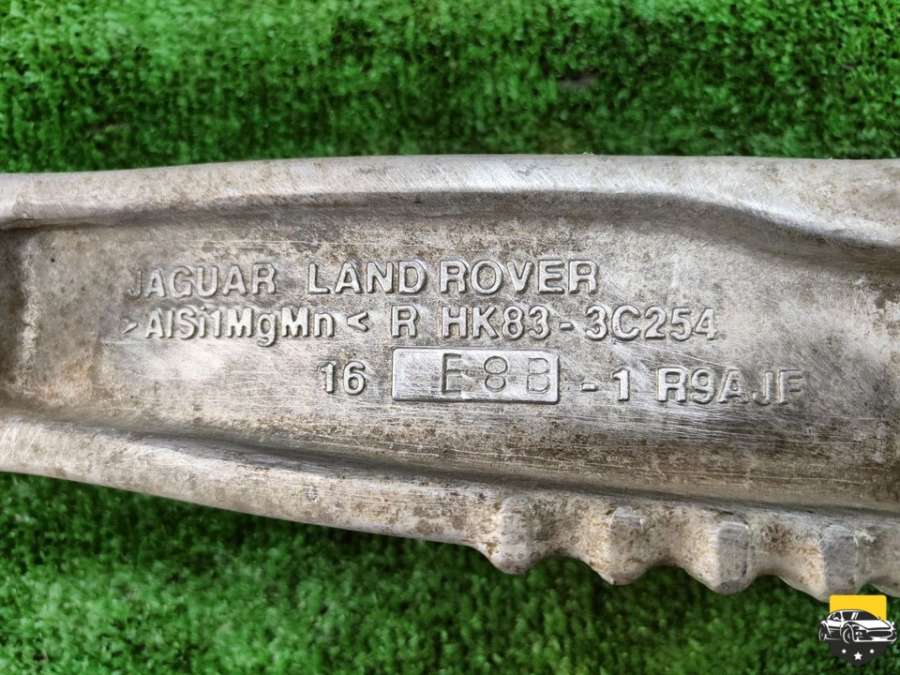 JAGUAR LAND ROVER
>AlSi1MgMn< R HK83-3C254
16 E8B -1 R9AJF